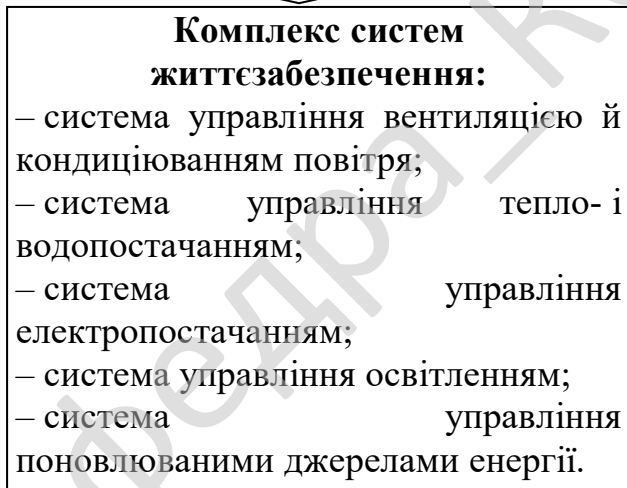 Комплекс систем
життєзабезпечення:
– система управління вентиляцією й
кондиціюванням повітря;
– система управління тепло- і
водопостачанням;
– система управління
електропостачанням;
– система управління освітленням;
– система управління
поновлюваними джерелами енергії.